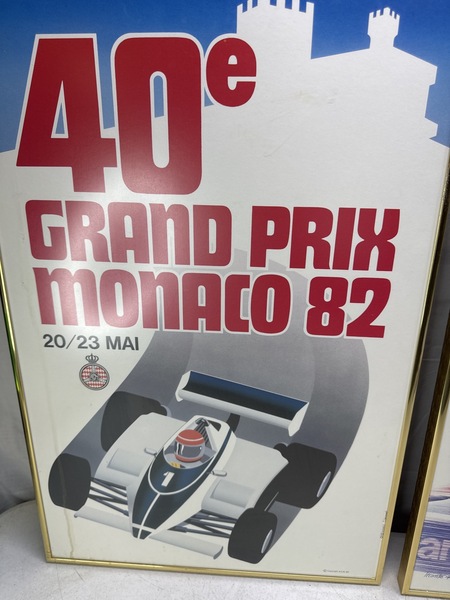 40e
GRAND PRIX
MONACO 82
20/23 MAI
1